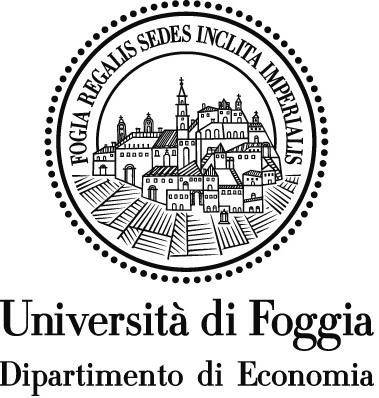 FOGIA REGALIS SEDES INCLITA IMPERIALIS
Università di Foggia
Dipartimento di Economia